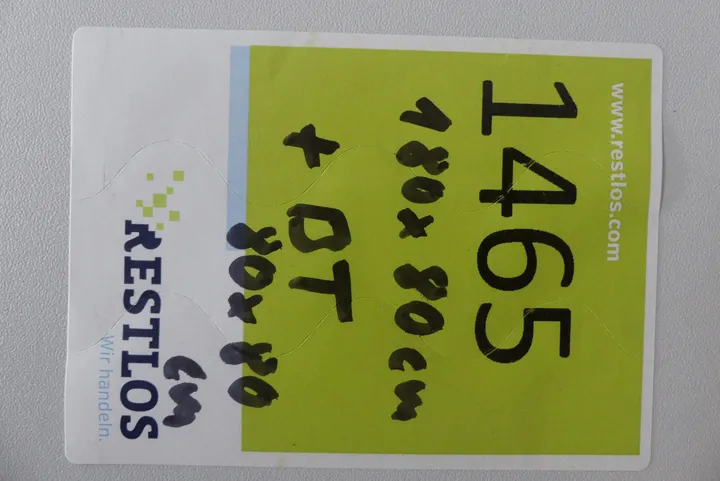 www.restlos.com
1465
180x80cm
+ DT
80x80
cm
RESTLOS
Wir handeln.